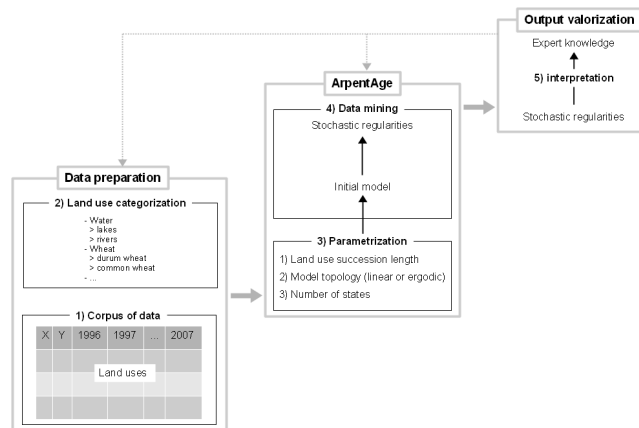 Output valorization
Expert knowledge
5) interpretation
Stochastic regularities
ArpentAge
4) Data mining
Stochastic regularities
Initial model
3) Parametrization
1) Land use succession length
2) Model topology (linear or ergodic)
3) Number of states
Data preparation
2) Land use categorization
- Water
> lakes
> rivers
- Wheat
> durum wheat
> common wheat
- ...
1) Corpus of data
X Y 1996 1997 ... 2007
Land uses